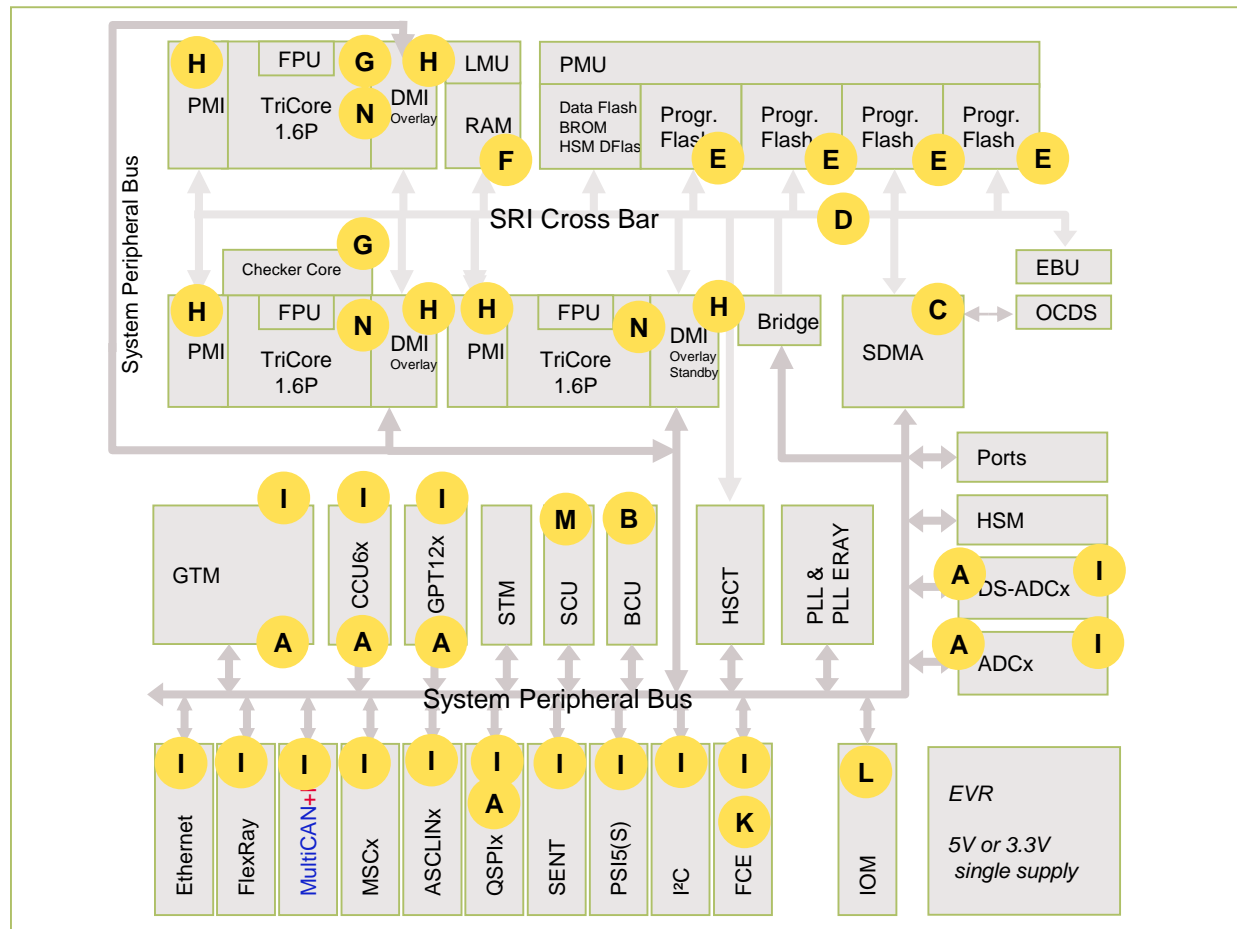 H
FPU
G
H
LMU
PMU
PMI
TriCore
1.6P
N
DMI
Overlay
RAM
F
Data Flash
BROM
HSM DFlas
Progr.
Flash
E
Progr.
Flash
E
Progr.
Flash
E
Progr.
Flash
E
System Peripheral Bus
SRI Cross Bar
D
G
Checker Core
EBU
OCDS
H
PMI
FPU
TriCore
1.6P
N
H
DMI
Overlay
H
PMI
FPU
TriCore
1.6P
N
H
DMI
Overlay
Standby
Bridge
C
SDMA
Ports
HSM
A
DS-ADCx
I
A
ADCx
I
I
GTM
A
I
CCU6x
A
I
GPT12x
A
STM
M
SCU
B
BCU
HSCT
PLL &
PLL ERAY
System Peripheral Bus
I
Ethernet
I
FlexRay
I
MultiCAN+
I
MSCx
I
ASCLINx
I
A
QSPIx
I
SENT
I
PSI5(S)
I
I²C
I
K
FCE
L
IOM
EVR
5V or 3.3V
single supply